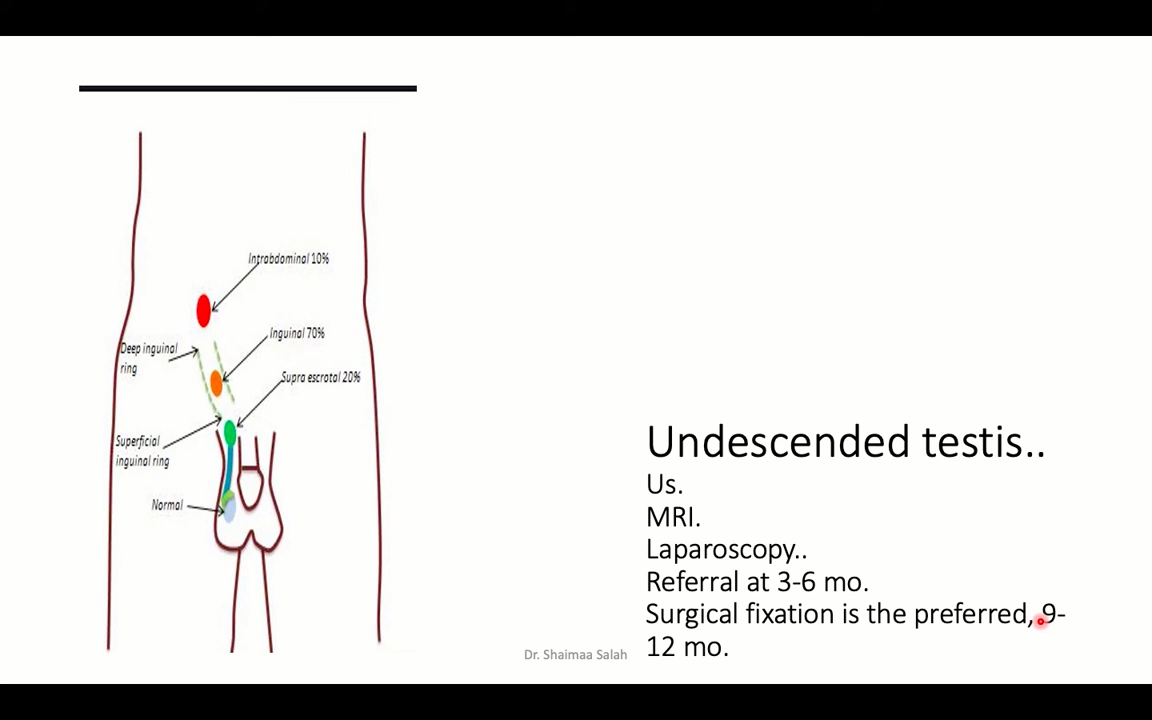 Intrabdominal 10%
Inguinal 70%
Deep inguinal
ring
Supra escrotal 20%
Superficial
inguinal ring
Normal
Undescended testis..
Us.
MRI.
Laparoscopy..
Referral at 3-6 mo.
Surgical fixation is the preferred, 9-
12 mo.
Dr. Shaimaa Salah